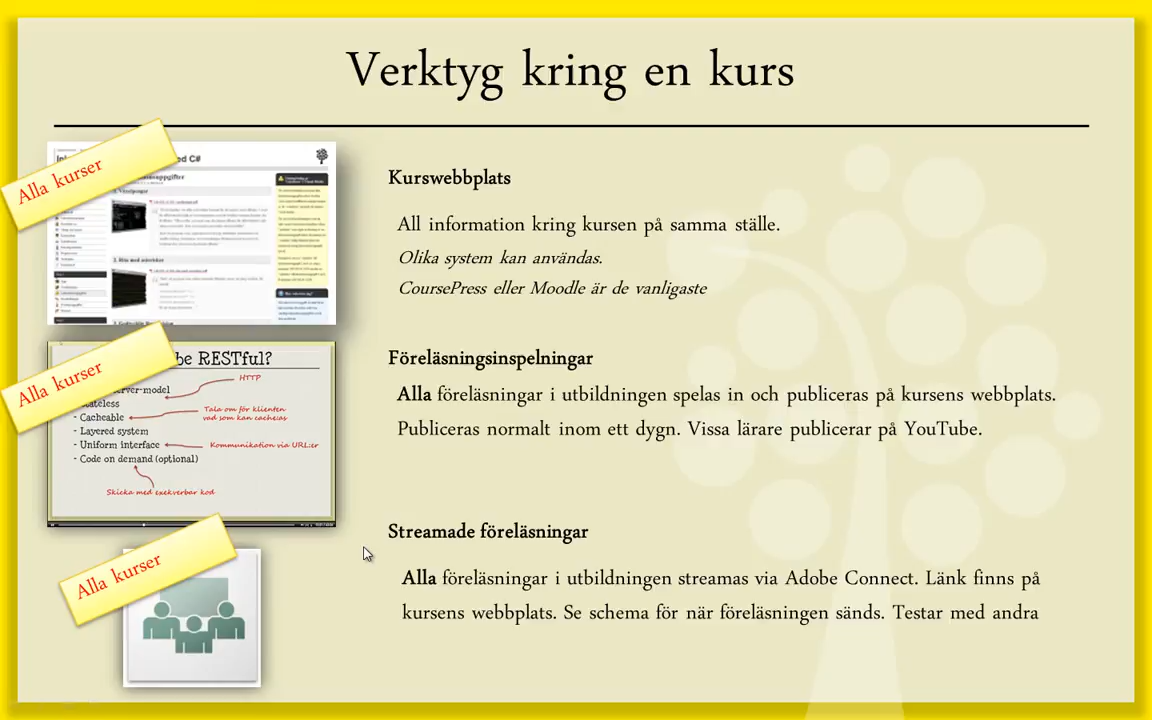 Verktyg kring en kurs
Alla kurser
ed C#
Kurswebbplats
All information kring kursen på samma ställe.
Olika system kan användas.
CoursePress eller Moodle är de vanligaste
Alla kurser
be RESTful?
HTTP
- Cacheable
Tala om för klienten
vad som kan cache:as
- Layered system
- Uniform interface
Kommunikation via URL:er
- Code on demand (optional)
Skicka med exekverbar kod
Föreläsningsinspelningar
Alla föreläsningar i utbildningen spelas in och publiceras på kursens webbplats.
Publiceras normalt inom ett dygn. Vissa lärare publicerar på YouTube.
Alla kurser
Streamade föreläsningar
Alla föreläsningar i utbildningen streamas via Adobe Connect. Länk finns på
kursens webbplats. Se schema för när föreläsningen sänds. Testar med andra